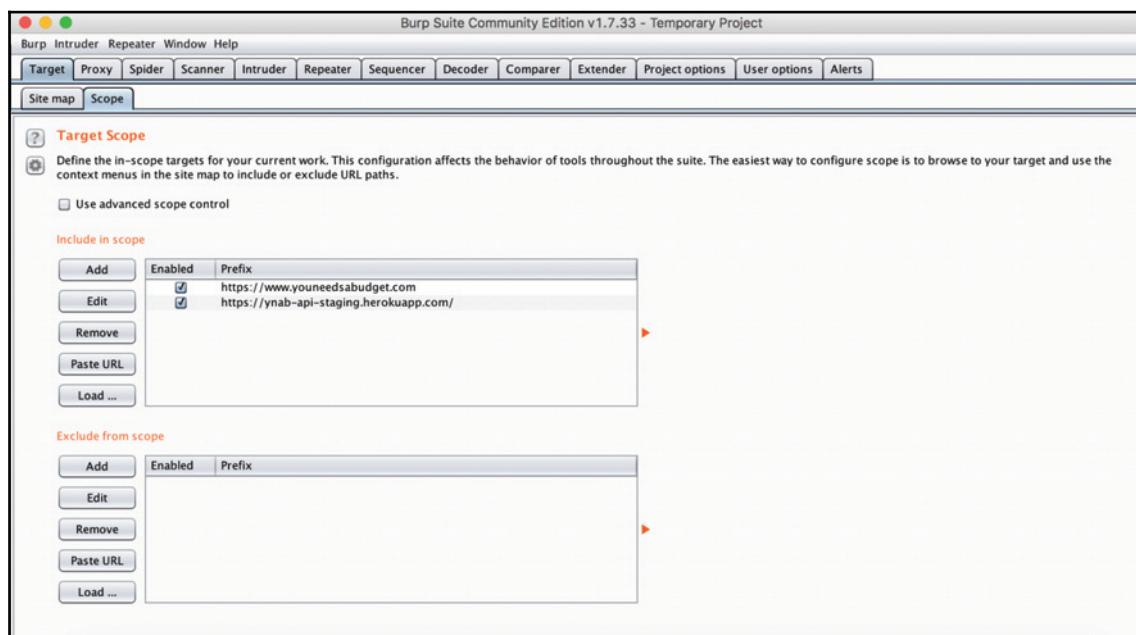 Burp Suite Community Edition v1.7.33 - Temporary Project
Burp Intruder Repeater Window Help
Target Proxy Spider Scanner Intruder Repeater Sequencer Decoder Comparer Extender Project options User options Alerts
Site map Scope
? Target Scope
Define the in-scope targets for your current work. This configuration affects the behavior of tools throughout the suite. The easiest way to configure scope is to browse to your target and use the
context menus in the site map to include or exclude URL paths.
Use advanced scope control
Include in scope
Add Enabled Prefix
https://www.youneedsabudget.com
Edit https://ynab-api-staging.herokuapp.com/
Remove
Paste URL
Load ...
Exclude from scope
Add Enabled Prefix
Edit
Remove
Paste URL
Load ...